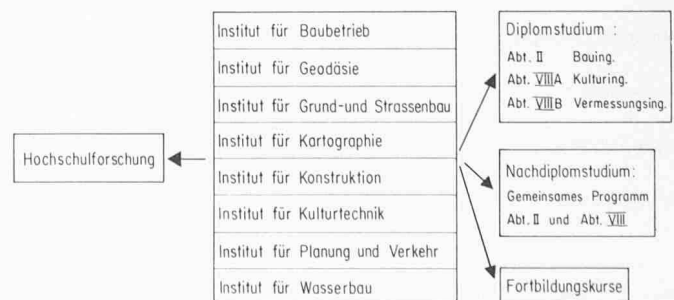 Hochschulforschung
Institut für Baubetrieb
Institut für Geodäsie
Institut für Grund-und Strassenbau
Institut für Kartographie
Institut für Konstruktion
Institut für Kulturtechnik
Institut für Planung und Verkehr
Institut für Wasserbau
Diplomstudium :
Abt. II Bauing.
Abt. VIIIA Kulturing.
Abt. VIIIB Vermessungsing.
Nachdiplomstudium:
Gemeinsames Programm
Abt. II und Abt. VIII
Fortbildungskurse